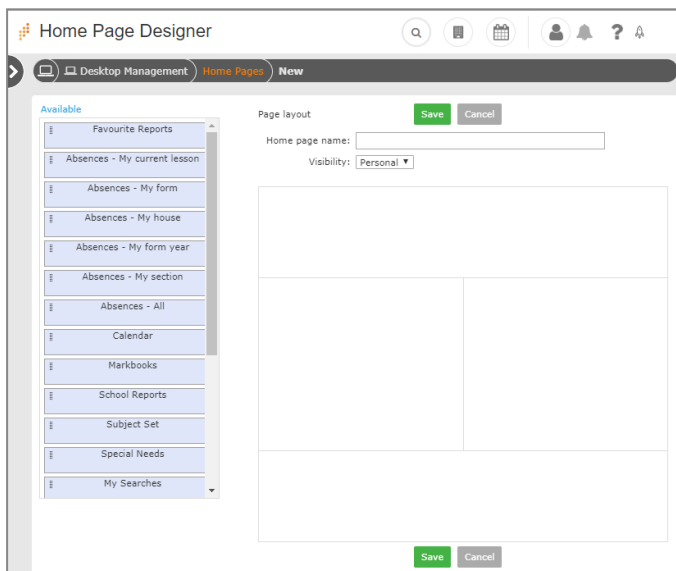 Home Page Designer
Desktop Management Home Pages New
Available
Favourite Reports
Absences - My current lesson
Absences - My form
Absences - My house
Absences - My form year
Absences - My section
Absences - All
Calendar
Markbooks
School Reports
Subject Set
Special Needs
My Searches
Page layout Save Cancel
Home page name:
Visibility: Personal
Save Cancel